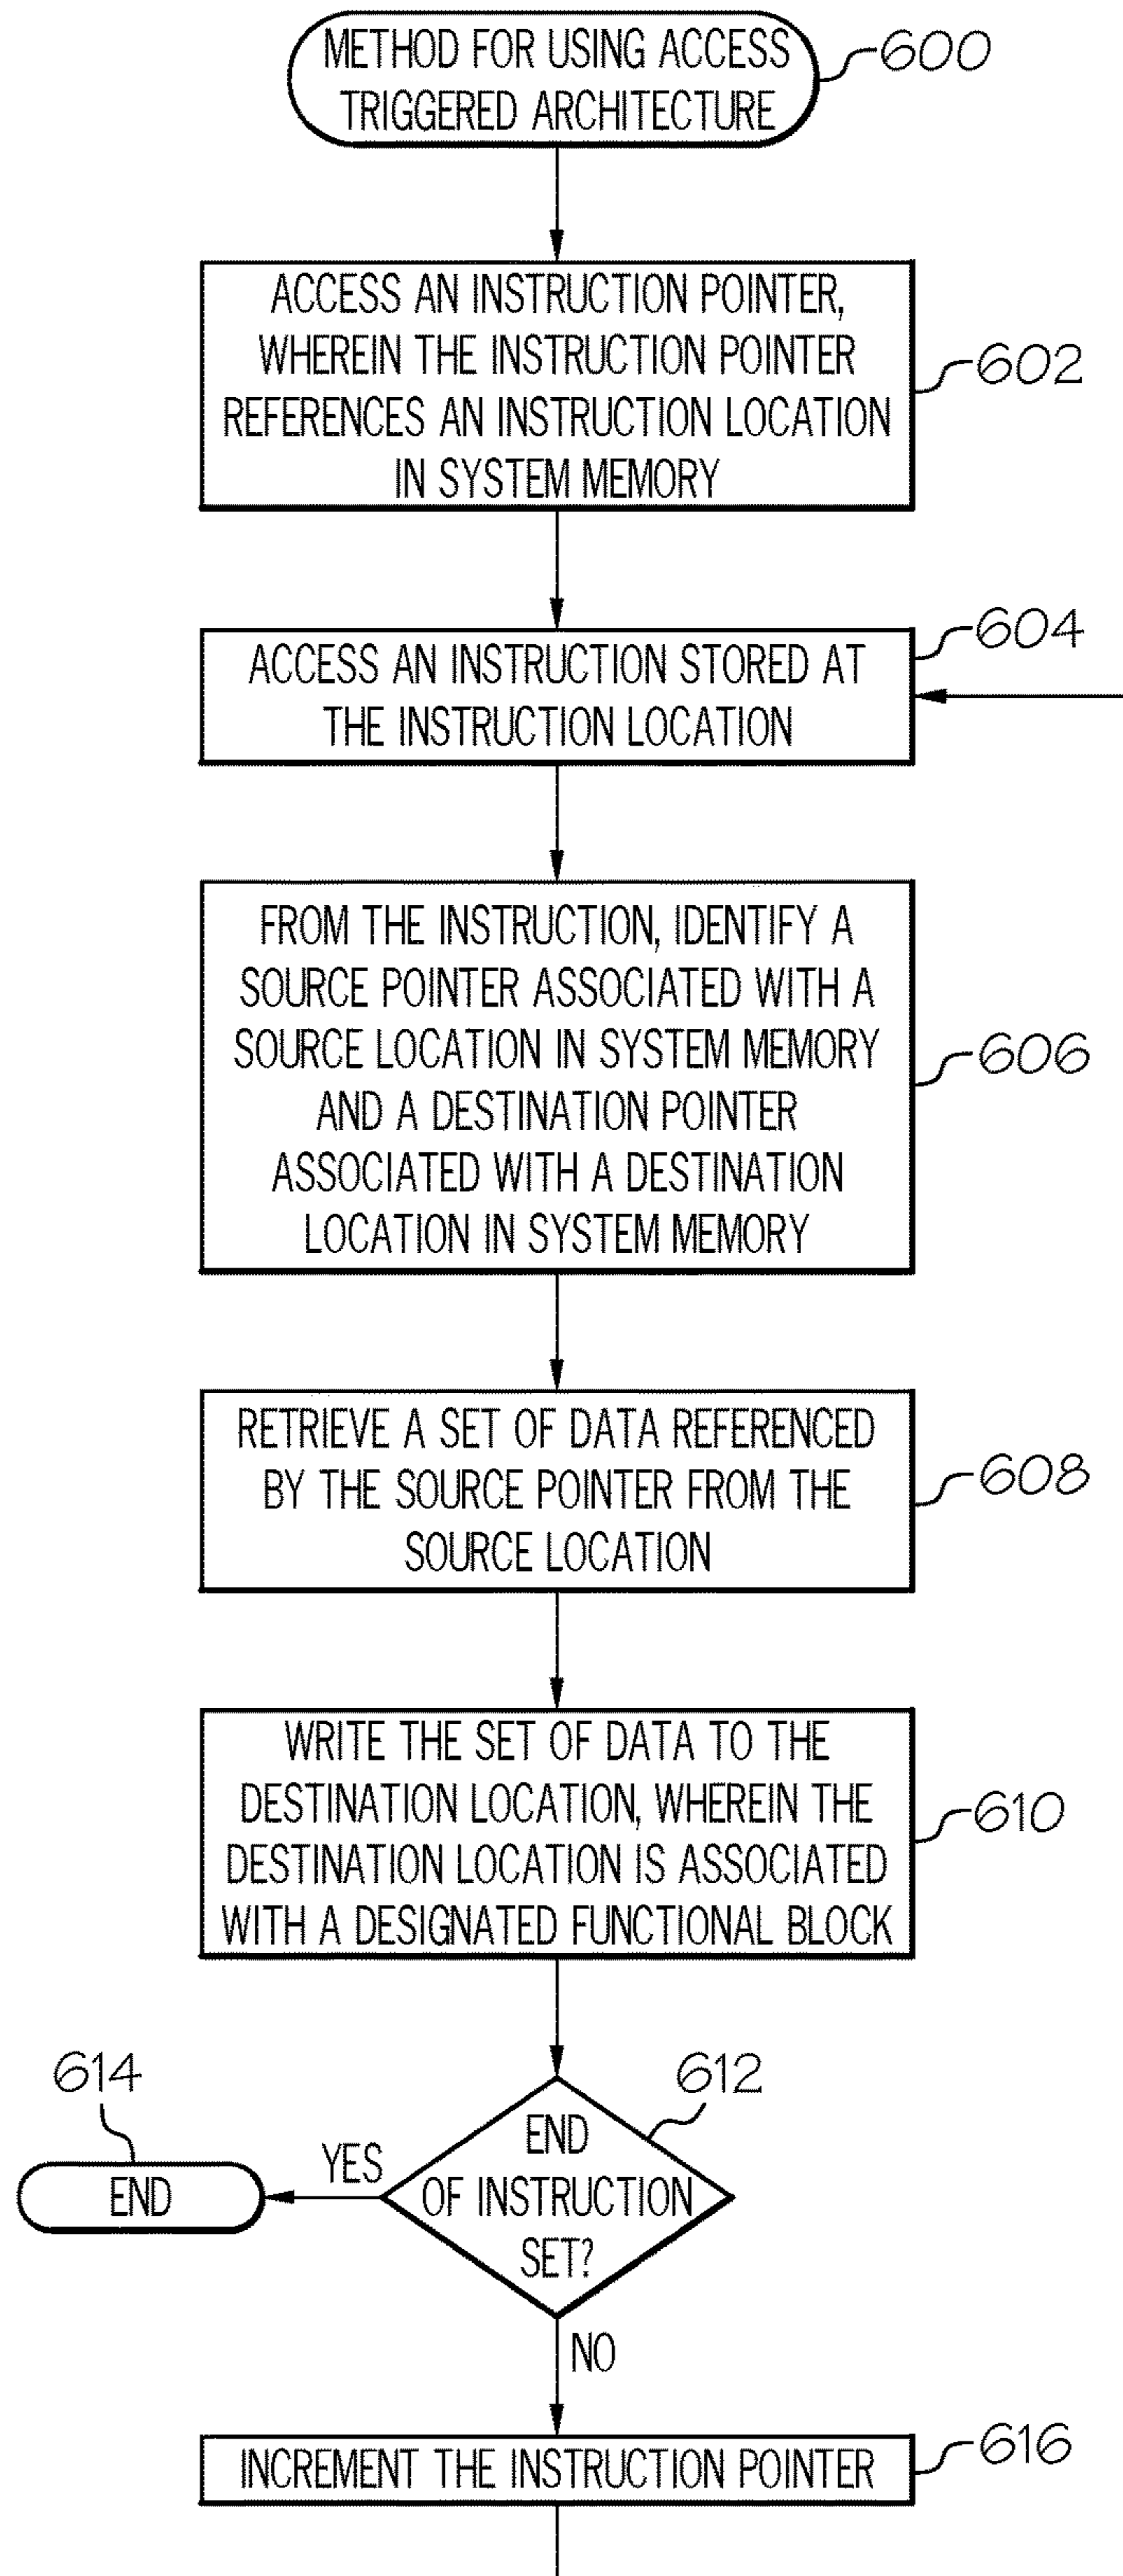 METHOD FOR USING ACCESS
TRIGGERED ARCHITECTURE
600
ACCESS AN INSTRUCTION POINTER,
WHEREIN THE INSTRUCTION POINTER
REFERENCES AN INSTRUCTION LOCATION
IN SYSTEM MEMORY
602
ACCESS AN INSTRUCTION STORED AT
THE INSTRUCTION LOCATION
604
FROM THE INSTRUCTION, IDENTIFY A
SOURCE POINTER ASSOCIATED WITH A
SOURCE LOCATION IN SYSTEM MEMORY
AND A DESTINATION POINTER
ASSOCIATED WITH A DESTINATION
LOCATION IN SYSTEM MEMORY
606
RETRIEVE A SET OF DATA REFERENCED
BY THE SOURCE POINTER FROM THE
SOURCE LOCATION
608
WRITE THE SET OF DATA TO THE
DESTINATION LOCATION, WHEREIN THE
DESTINATION LOCATION IS ASSOCIATED
WITH A DESIGNATED FUNCTIONAL BLOCK
610
614
612
END
YES
END
OF INSTRUCTION
SET?
NO
INCREMENT THE INSTRUCTION POINTER
616